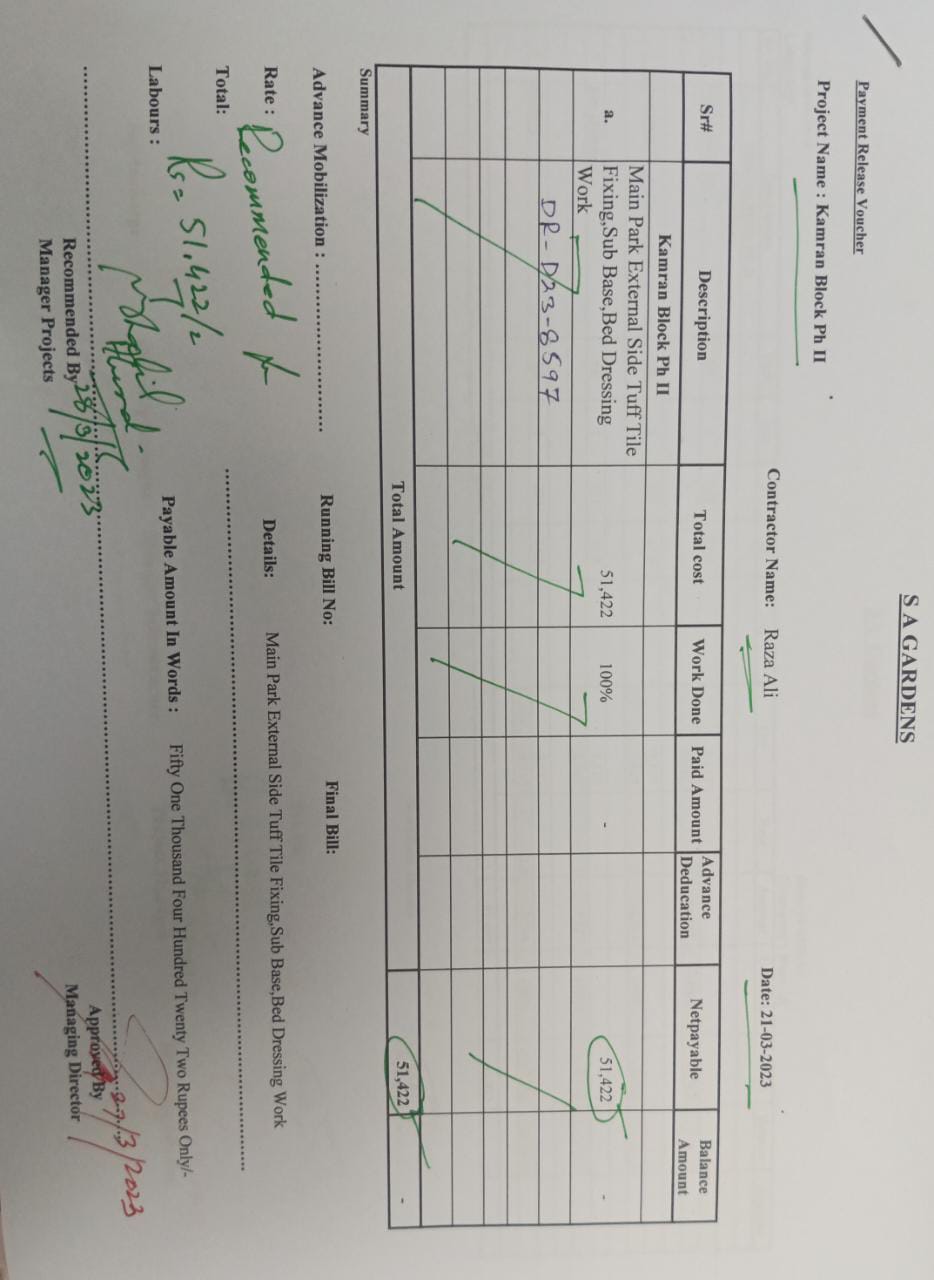 S A GARDENS
Payment Release Voucher
Project Name : Kamran Block Ph II
Contractor Name: Raza Ali
Date: 21-03-2023
Sr# Description Total cost Work Done Paid Amount Advance Deducation Netpayable Balance Amount
Kamran Block Ph II
a. Main Park External Side Tuff Tile 51,422 100% - 51,422 -
Fixing,Sub Base,Bed Dressing
Work
DR-D23-8597
Total Amount 51,422 -
Summary
Advance Mobilization : .................... Running Bill No: Final Bill:
Rate : Recommended Details: Main Park External Side Tuff Tile Fixing,Sub Base,Bed Dressing Work
Total:
Rs= 51,422/=
Labours : Payable Amount In Words : Fifty One Thousand Four Hundred Twenty Two Rupees Only/-
28/3/2023
27/3/2023
Recommended By Approved By
Manager Projects Managing Director